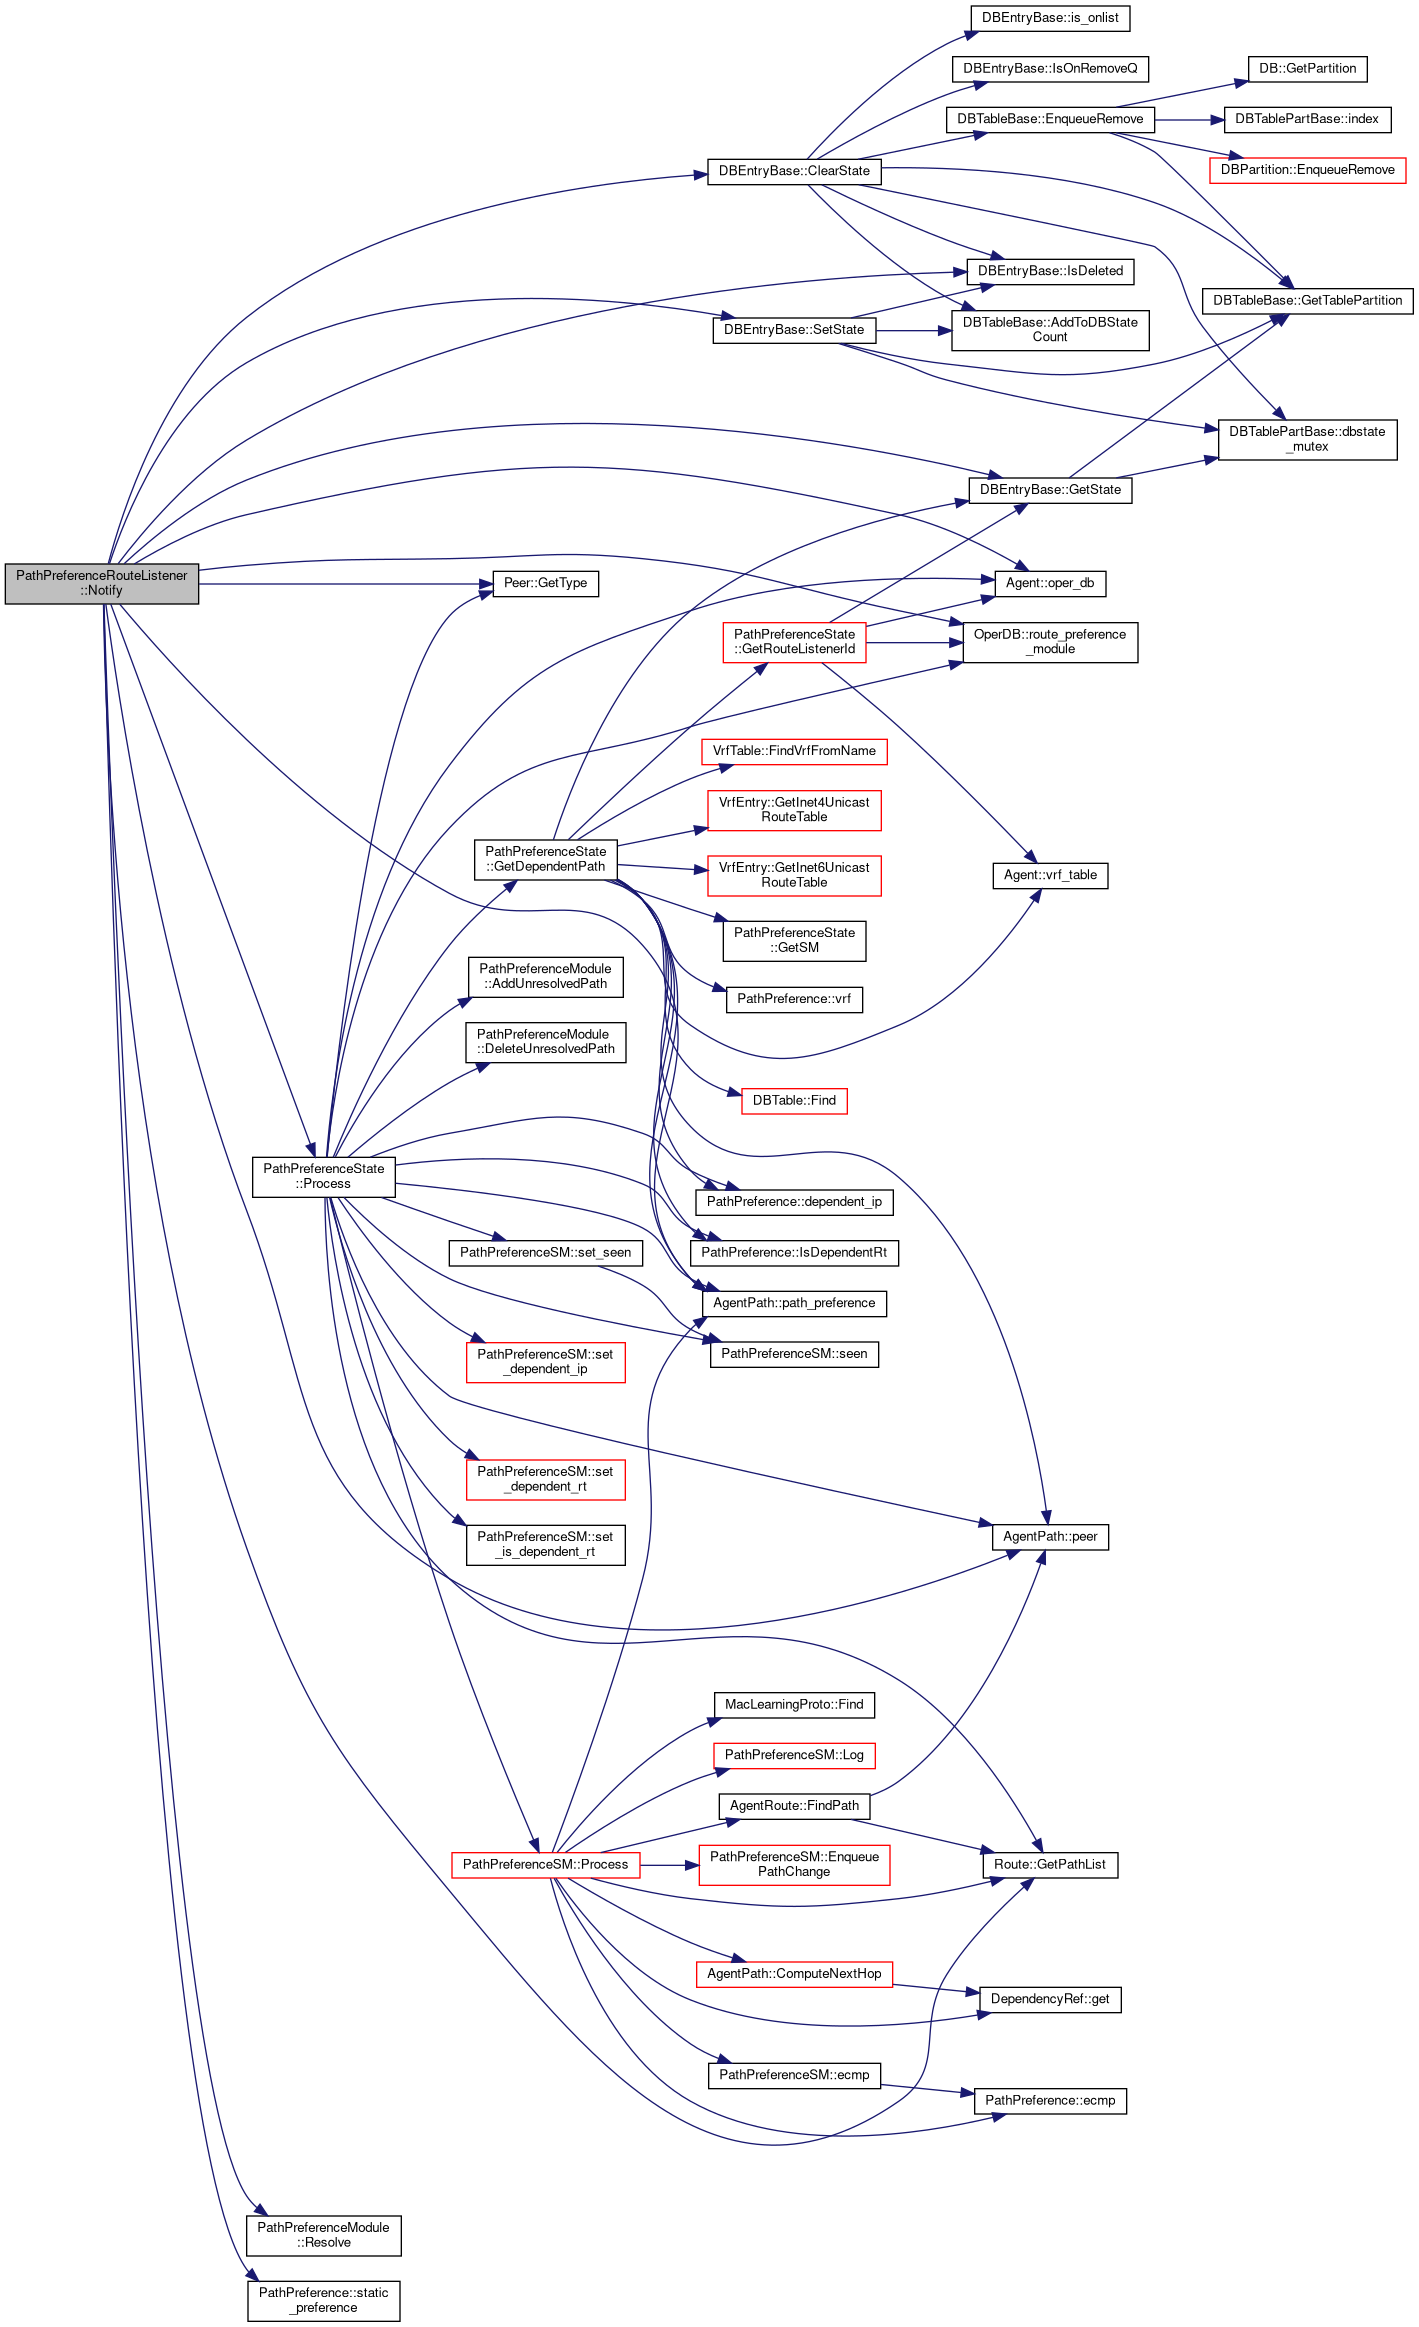 DBEntryBase::is_onlist
DBEntryBase::IsOnRemoveQ
DB::GetPartition
DBTableBase::EnqueueRemove
DBTablePartBase::index
DBEntryBase::ClearState
DBPartition::EnqueueRemove
DBEntryBase::IsDeleted
DBTableBase::GetTablePartition
DBEntryBase::SetState
DBTableBase::AddToDBState
Count
DBTablePartBase::dbstate
_mutex
DBEntryBase::GetState
PathPreferenceRouteListener
::Notify
Peer::GetType
Agent::oper_db
PathPreferenceState
::GetRouteListenerId
OperDB::route_preference
_module
VrfTable::FindVrfFromName
VrfEntry::GetInet4Unicast
RouteTable
PathPreferenceState
::GetDependentPath
VrfEntry::GetInet6Unicast
RouteTable
Agent::vrf_table
PathPreferenceState
::GetSM
PathPreferenceModule
::AddUnresolvedPath
PathPreference::vrf
PathPreferenceModule
::DeleteUnresolvedPath
DBTable::Find
PathPreferenceState
::Process
PathPreference::dependent_ip
PathPreferenceSM::set_seen
PathPreference::IsDependentRt
AgentPath::path_preference
PathPreferenceSM::set
_dependent_ip
PathPreferenceSM::seen
PathPreferenceSM::set
_dependent_rt
PathPreferenceSM::set
_is_dependent_rt
AgentPath::peer
MacLearningProto::Find
PathPreferenceSM::Log
AgentRoute::FindPath
PathPreferenceSM::Process
PathPreferenceSM::Enqueue
PathChange
Route::GetPathList
AgentPath::ComputeNextHop
DependencyRef::get
PathPreferenceSM::ecmp
PathPreference::ecmp
PathPreferenceModule
::Resolve
PathPreference::static
_preference